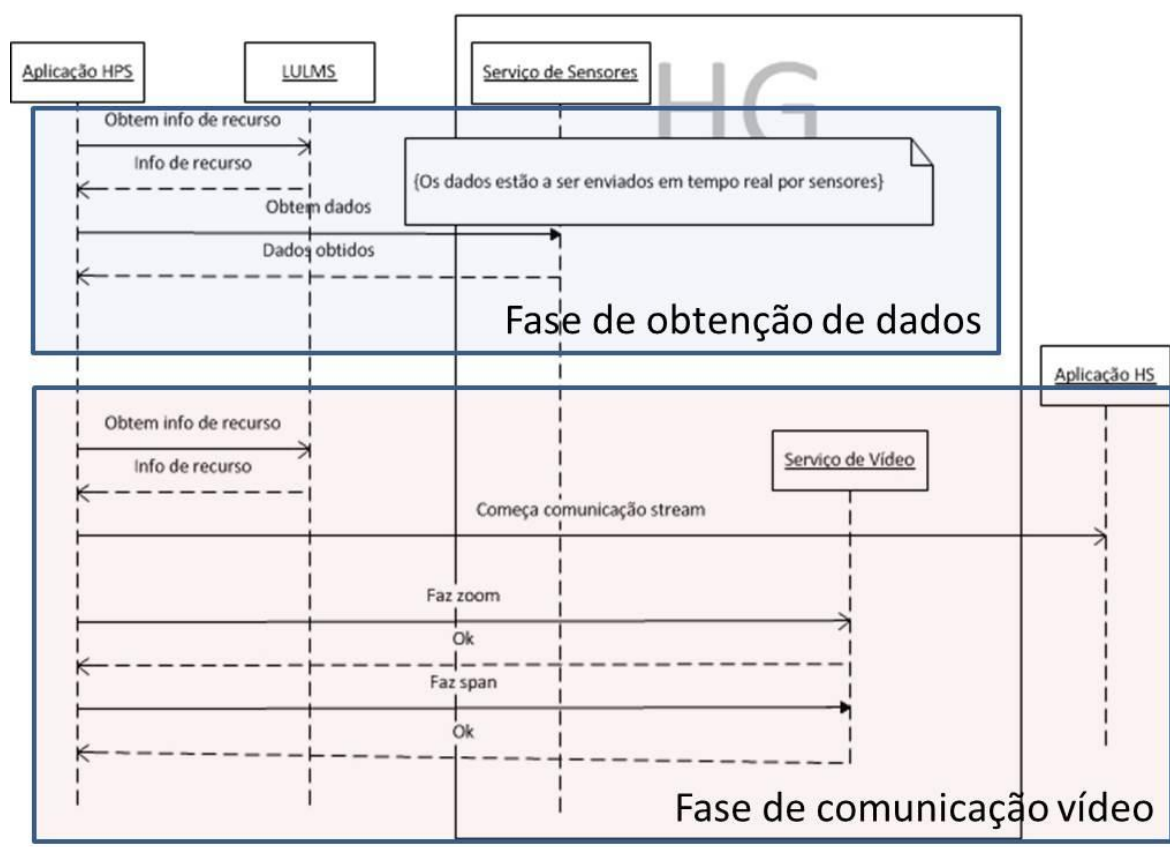 Aplicação HPS
LULMS
Serviço de Sensores
HG
Obtem info de recurso
Info de recurso
{Os dados estão a ser enviados em tempo real por sensores}
Obtem dados
Dados obtidos
Fase de obtenção de dados
Aplicação HS
Obtem info de recurso
Info de recurso
Serviço de Vídeo
Começa comunicação stream
Faz zoom
Ok
Faz span
Ok
Fase de comunicação vídeo